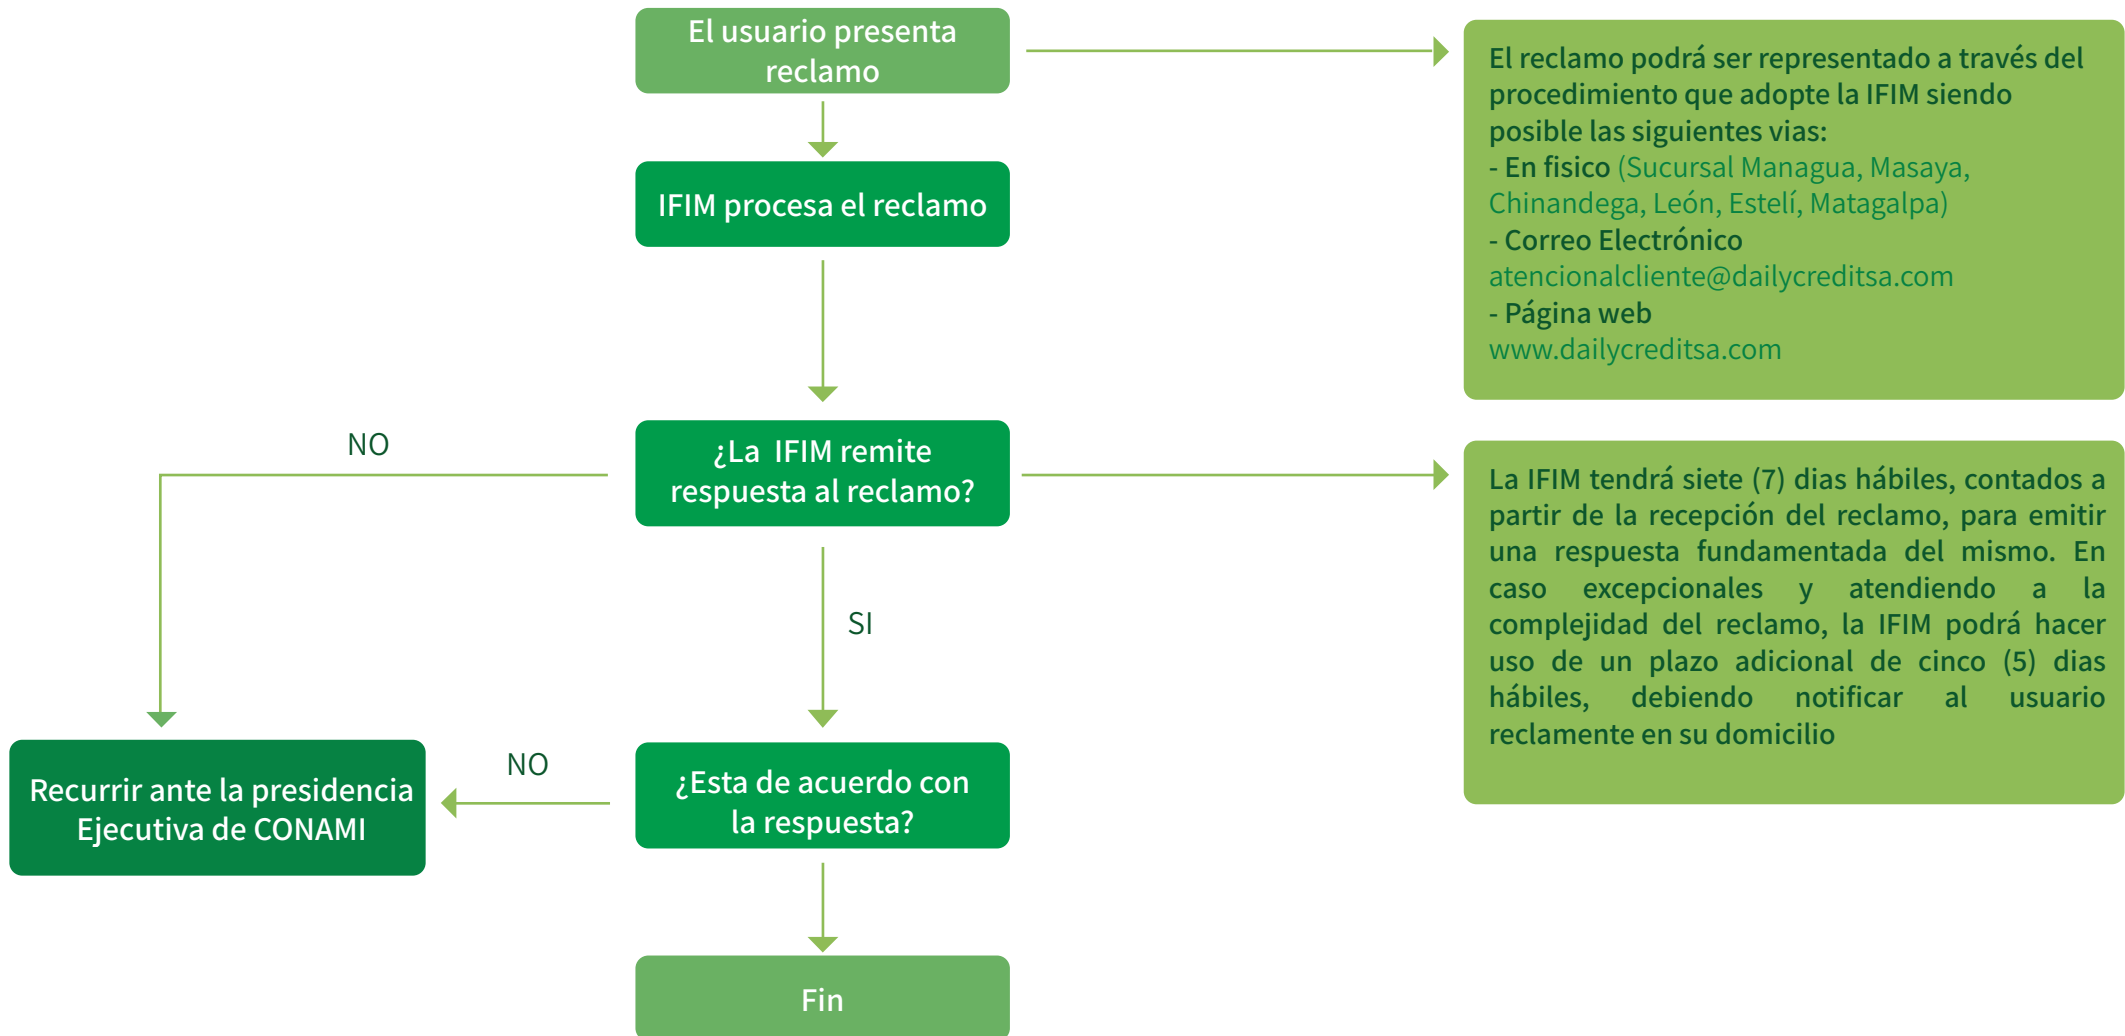 El usuario presenta
reclamo
El reclamo podrá ser representado a través del
procedimiento que adopte la IFIM siendo
posible las siguientes vias:
- En fisico (Sucursal Managua, Masaya,
Chinandega, León, Estelí, Matagalpa)
- Correo Electrónico
atencionalcliente@dailycreditsa.com
- Página web
www.dailycreditsa.com
IFIM procesa el reclamo
¿La IFIM remite
respuesta al reclamo?
NO
SI
La IFIM tendrá siete (7) dias hábiles, contados a
partir de la recepción del reclamo, para emitir
una respuesta fundamentada del mismo. En
caso excepcionales y atendiendo a la
complejidad del reclamo, la IFIM podrá hacer
uso de un plazo adicional de cinco (5) dias
hábiles, debiendo notificar al usuario
reclamente en su domicilio
Recurrir ante la presidencia
Ejecutiva de CONAMI
NO
¿Esta de acuerdo con
la respuesta?
Fin